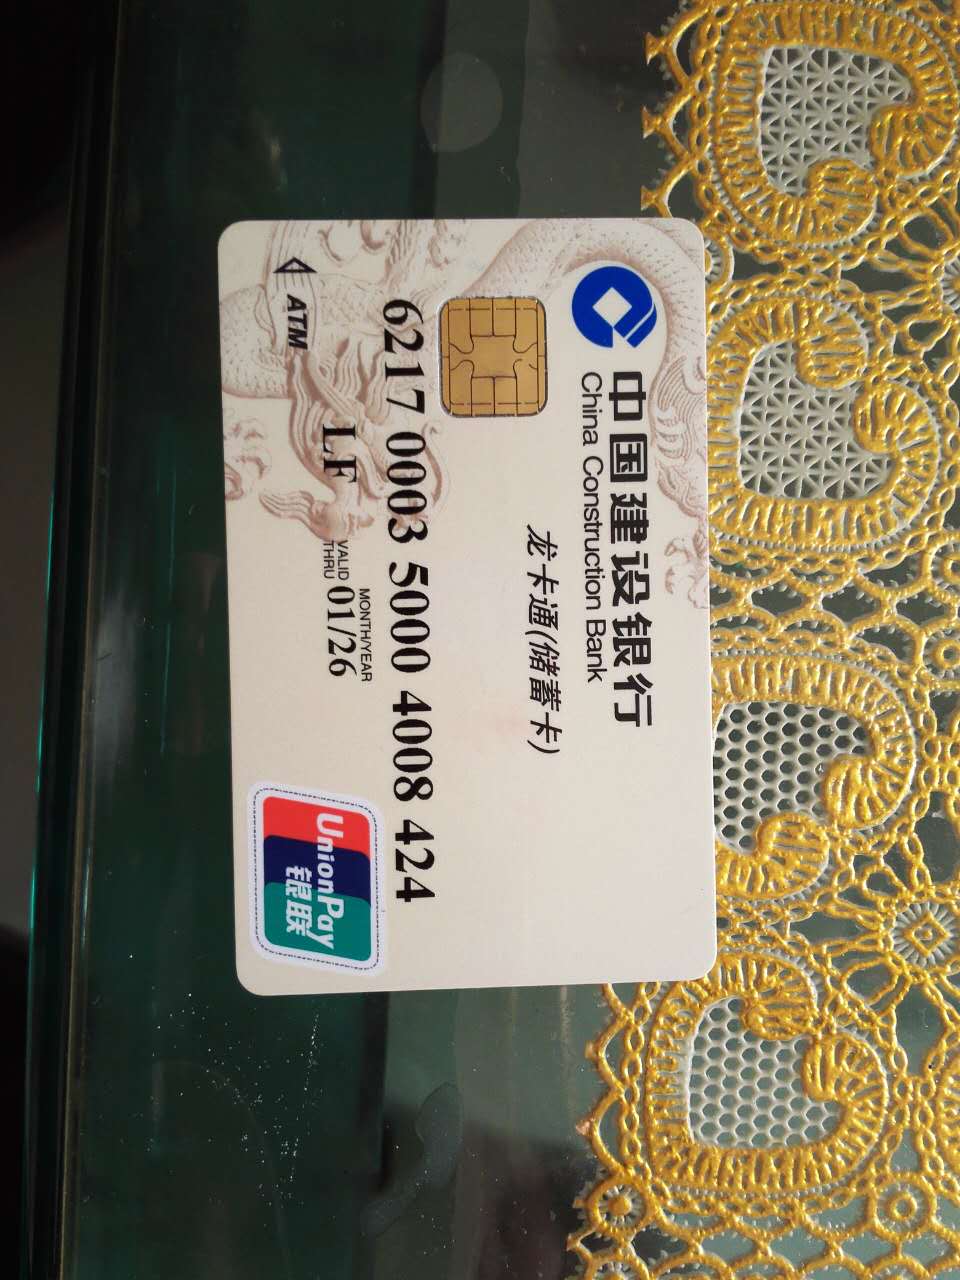 中国建设银行
China Construction Bank
龙卡通(储蓄卡)
6217 0003 5000 4008 424
ATM
LF
MONTH/YEAR
VALID THRU 01/26
UnionPay
银联